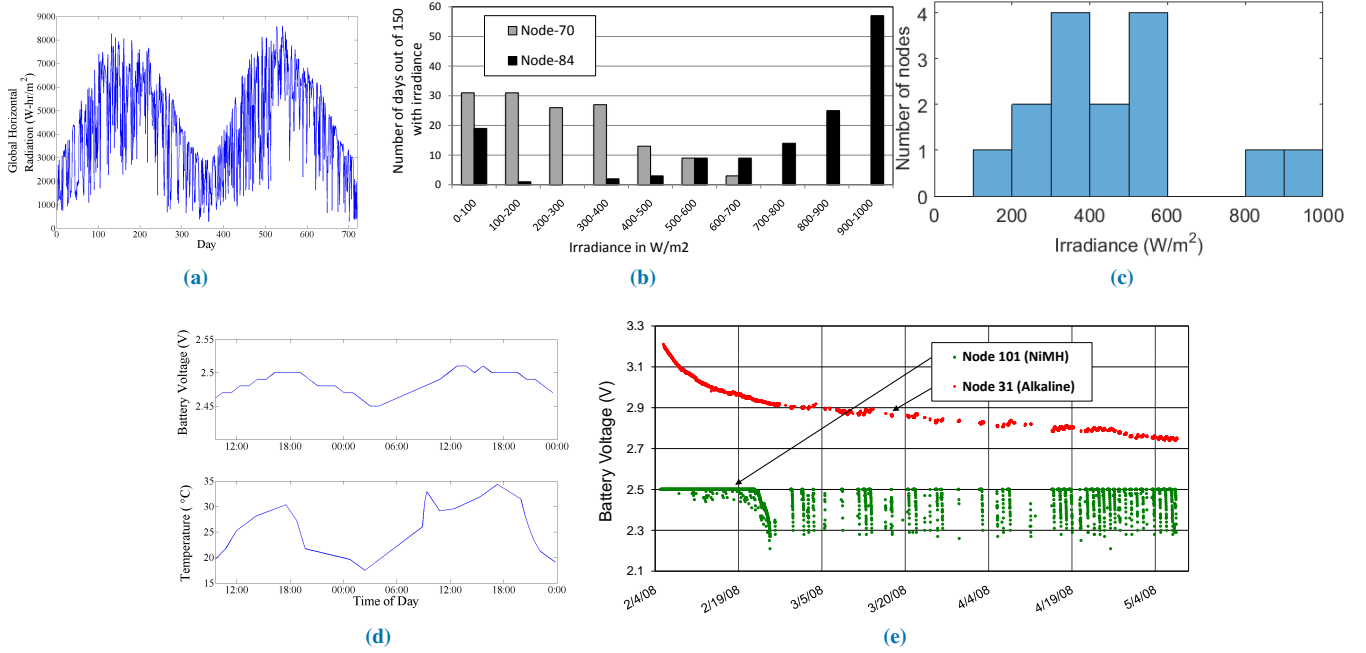 9000
8000
7000
6000
5000
4000
3000
2000
1000
0
Global Horizontal
Radiation (W-hr/m²)
0 100 200 300 400 500 600 700
Day
(a)
60
50
40
30
20
10
0
Number of days out of 150
with irradiance
Node-70
Node-84
0-100 100-200 200-300 300-400 400-500 500-600 600-700 700-800 800-900 900-1000
Irradiance in W/m2
(b)
4
2
0
Number of nodes
0 200 400 600 800 1000
Irradiance (W/m²)
(c)
2.55
2.5
2.45
Battery Voltage (V)
12:00 18:00 00:00 06:00 12:00 18:00 00:00
35
30
25
20
15
Temperature ( °C)
12:00 18:00 00:00 06:00 12:00 18:00 0:00
Time of Day
(d)
3.3
3.1
2.9
2.7
2.5
2.3
2.1
Battery Voltage (V)
Node 101 (NiMH)
Node 31 (Alkaline)
2/4/08 2/19/08 3/5/08 3/20/08 4/4/08 4/19/08 5/4/08
(e)